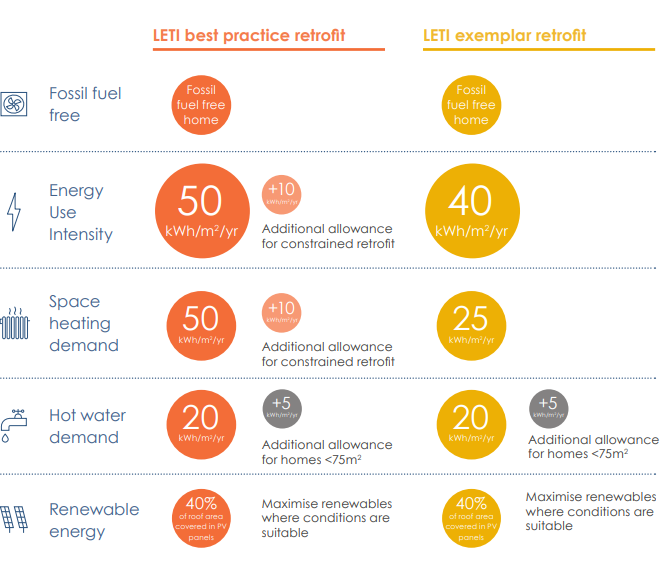 LETI best practice retrofit
LETI exemplar retrofit
Fossil fuel
free
Fossil
fuel free
home
Fossil
fuel free
home
Energy
Use
Intensity
50
kWh/m²/yr
+10
kWh/m²/yr
Additional allowance
for constrained retrofit
40
kWh/m²/yr
Space
heating
demand
50
kWh/m²/yr
+10
kWh/m²/yr
Additional allowance
for constrained retrofit
25
kWh/m²/yr
Hot water
demand
20
kWh/m²/yr
+5
kWh/m²/yr
Additional allowance
for homes <75m²
20
kWh/m²/yr
+5
kWh/m²/yr
Additional allowance
for homes <75m²
Renewable
energy
40%
of roof area
covered in PV
panels
Maximise renewables
where conditions are
suitable
40%
of roof area
covered in PV
panels
Maximise renewables
where conditions are
suitable